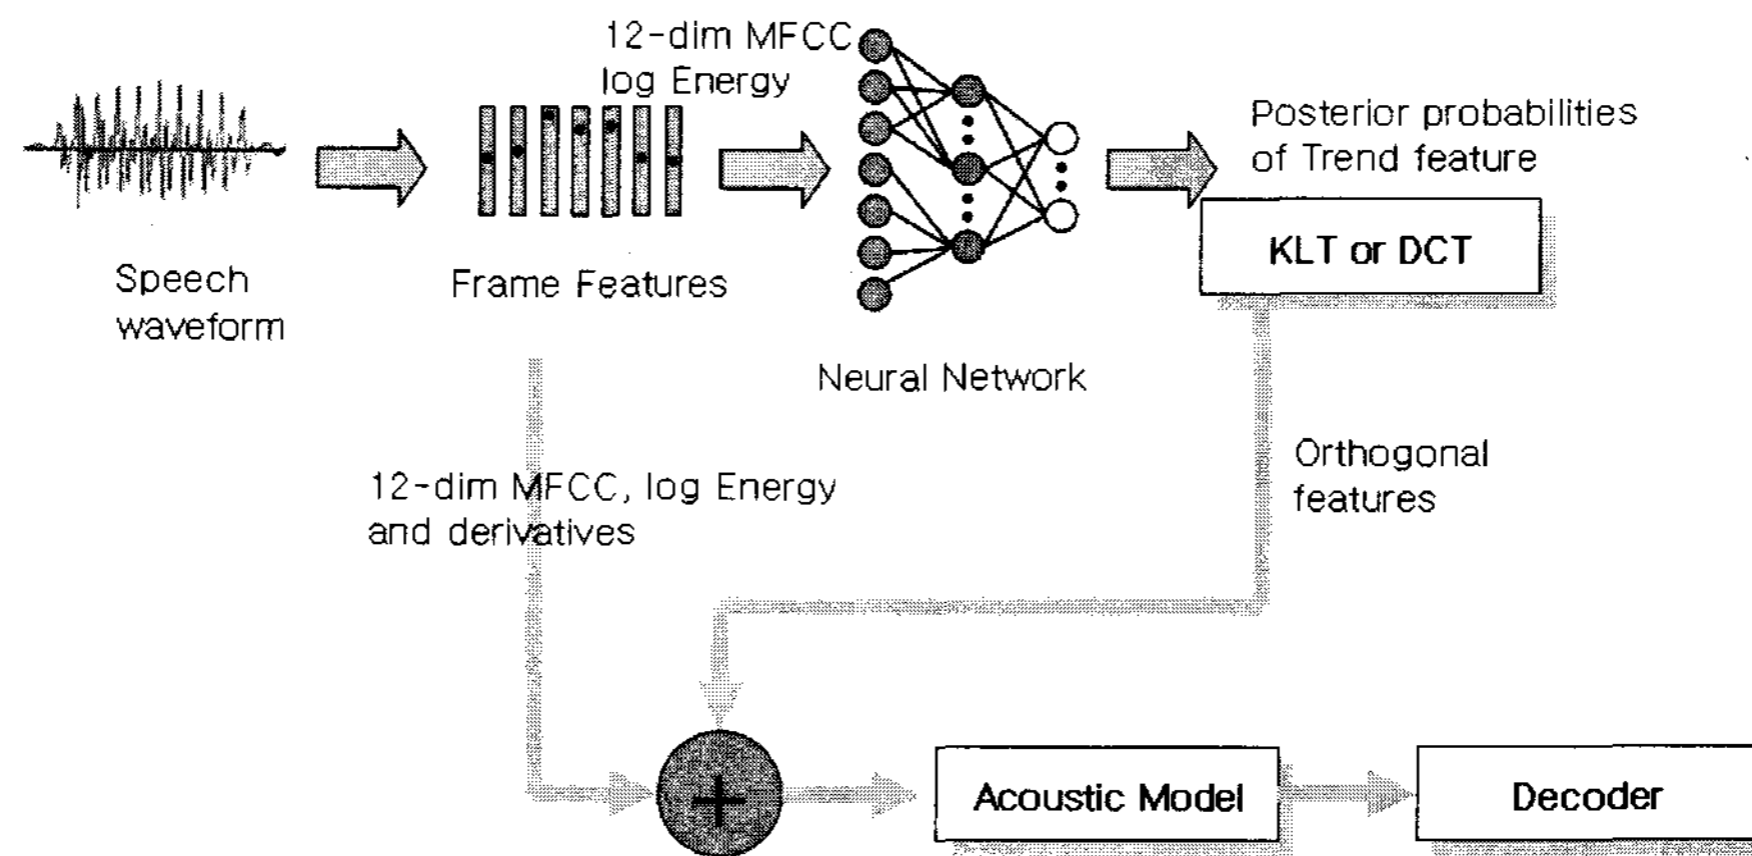 12-dim MFCC
log Energy
Posterior probabilities
of Trend feature
KLT or DCT
Speech
waveform
Frame Features
Neural Network
Orthogonal
features
12-dim MFCC, log Energy
and derivatives
+
Acoustic Model
Decoder